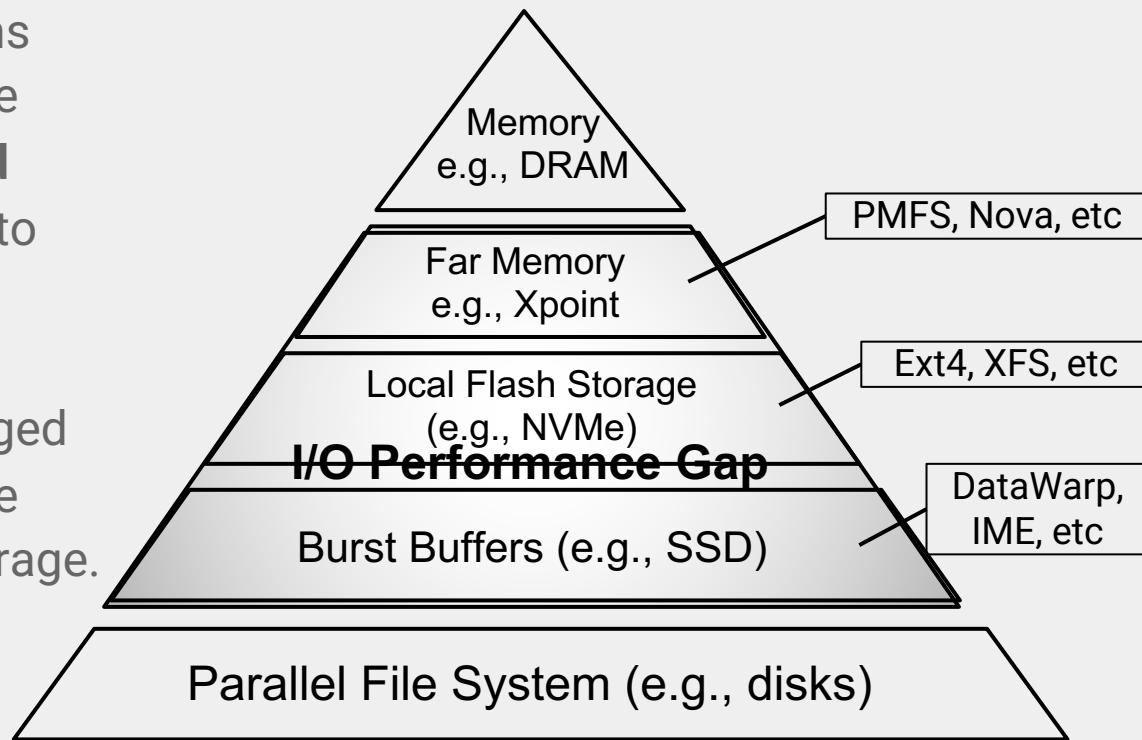 ns
e
d
to
ged
e
rage.
Memory
e.g., DRAM
PMFS, Nova, etc
Far Memory
e.g., Xpoint
Ext4, XFS, etc
Local Flash Storage
(e.g., NVMe)
I/O Performance Gap
DataWarp,
IME, etc
Burst Buffers (e.g., SSD)
Parallel File System (e.g., disks)